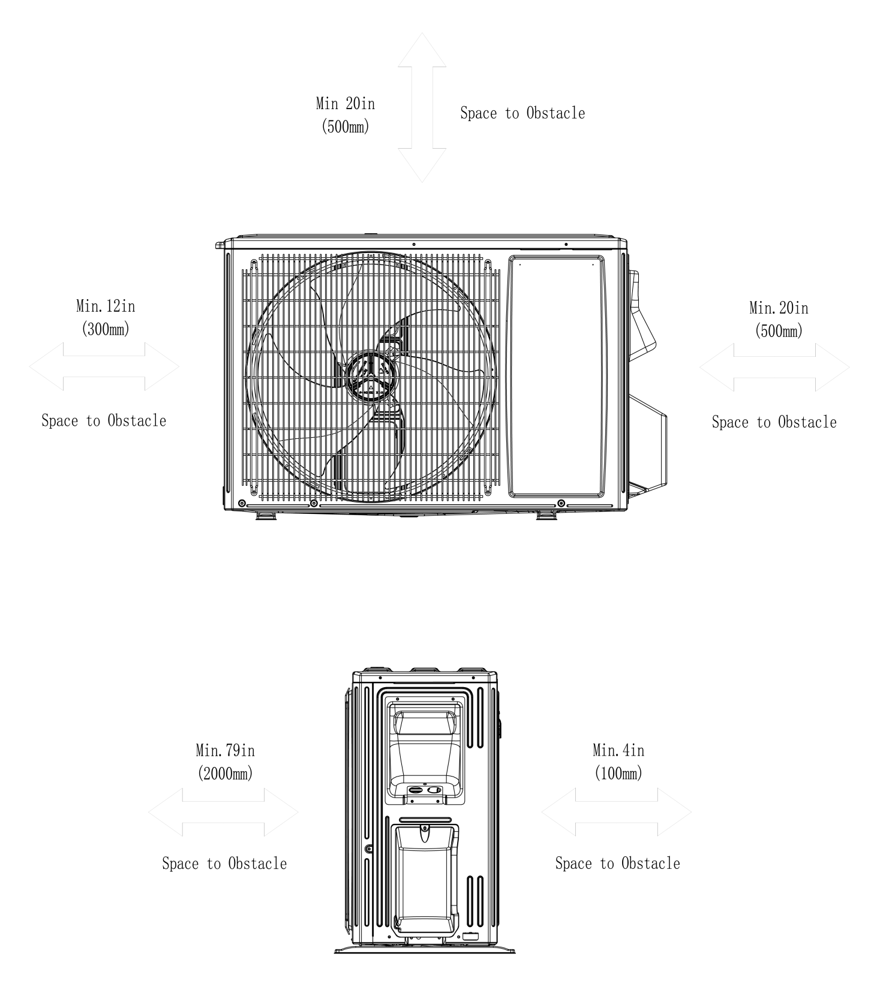 Min 20in
(500mm)
Space to Obstacle
Min.12in
(300mm)
Space to Obstacle
Min.20in
(500mm)
Space to Obstacle
Min.79in
(2000mm)
Space to Obstacle
Min.4in
(100mm)
Space to Obstacle